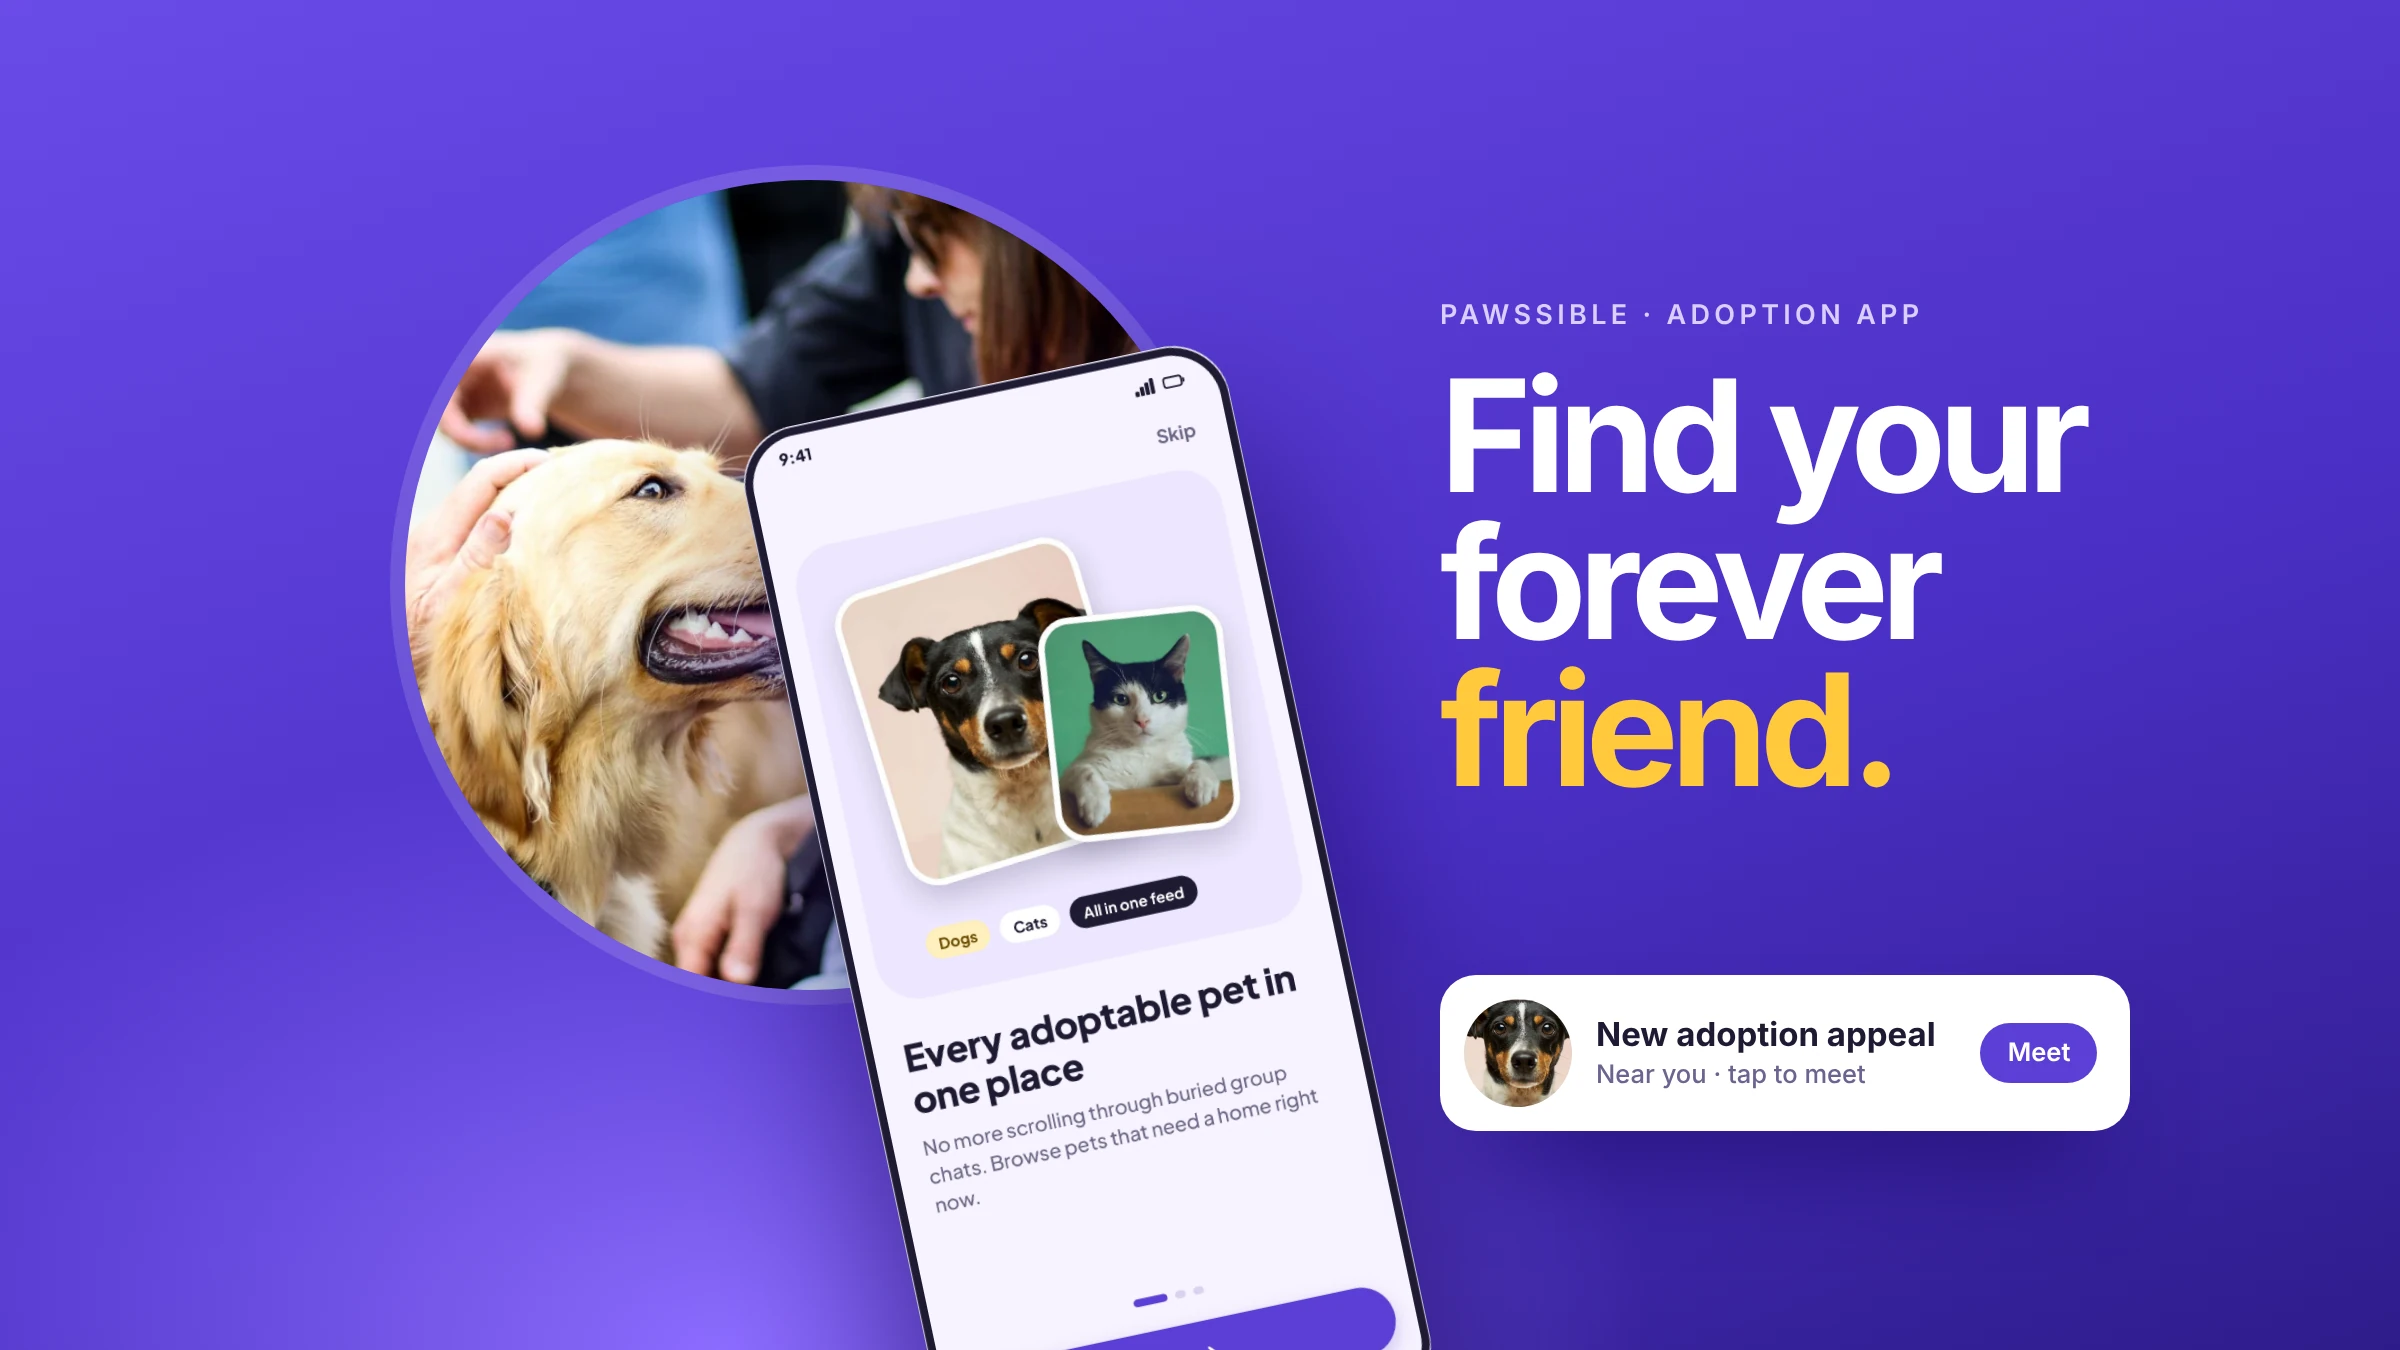 PAWSSIBLE · ADOPTION APP
Find your
forever
friend.
9:41
Skip
Dogs
Cats
All in one feed
Every adoptable pet in
one place
No more scrolling through buried group
chats. Browse pets that need a home right
now.
New adoption appeal
Near you · tap to meet
Meet